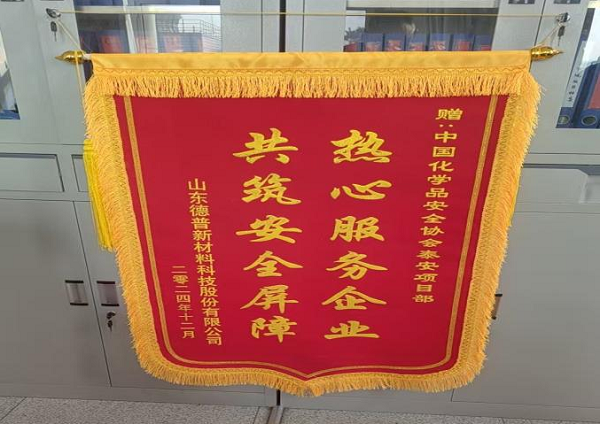 赠:中国化学品安全协会泰安项目部
热心服务企业
共筑安全屏障
山东德普新材料科技股份有限公司
二零二四年十二月